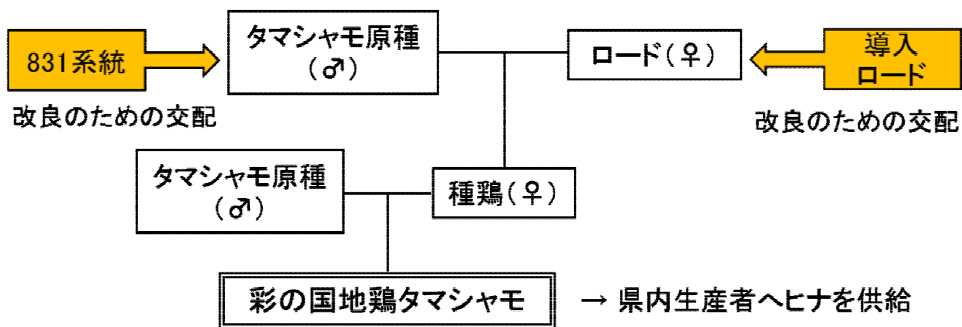 831系統
タマシャモ原種
(♂)
ロード(♀)
導入
ロード
改良のための交配
改良のための交配
タマシャモ原種
(♂)
種鶏(♀)
彩の国地鶏タマシャモ
→ 県内生産者へヒナを供給